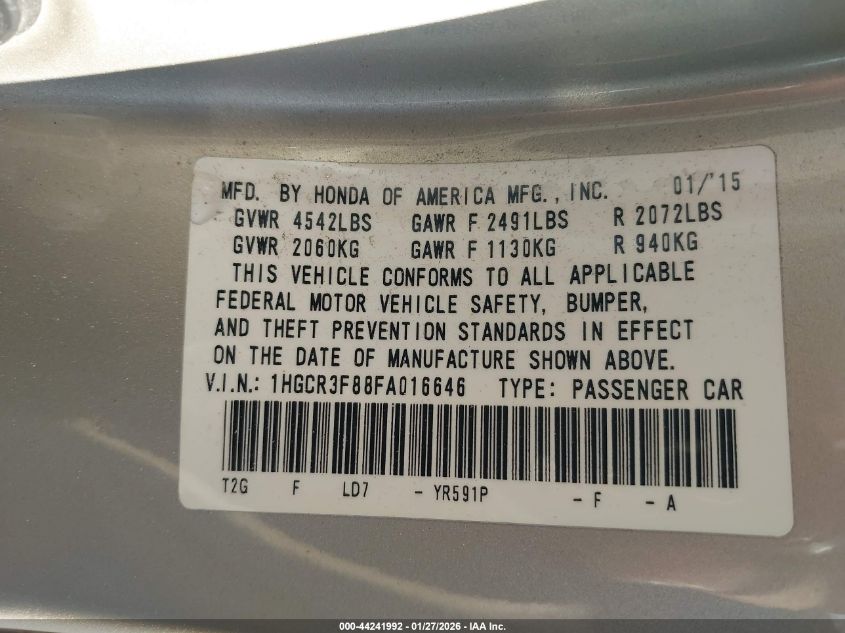 MFD. BY HONDA OF AMERICA MFG., INC. 01/'15
GVWR 4542LBS GAWR F 2491LBS R 2072LBS
GVWR 2060KG GAWR F 1130KG R 940KG
THIS VEHICLE CONFORMS TO ALL APPLICABLE
FEDERAL MOTOR VEHICLE SAFETY, BUMPER,
AND THEFT PREVENTION STANDARDS IN EFFECT
ON THE DATE OF MANUFACTURE SHOWN ABOVE.
V.I.N.: 1HGCR3F88FA016646 TYPE: PASSENGER CAR
T2G F LD7 - YR591P - F - A
000-44241992 - 01/27/2026 - IAA Inc.